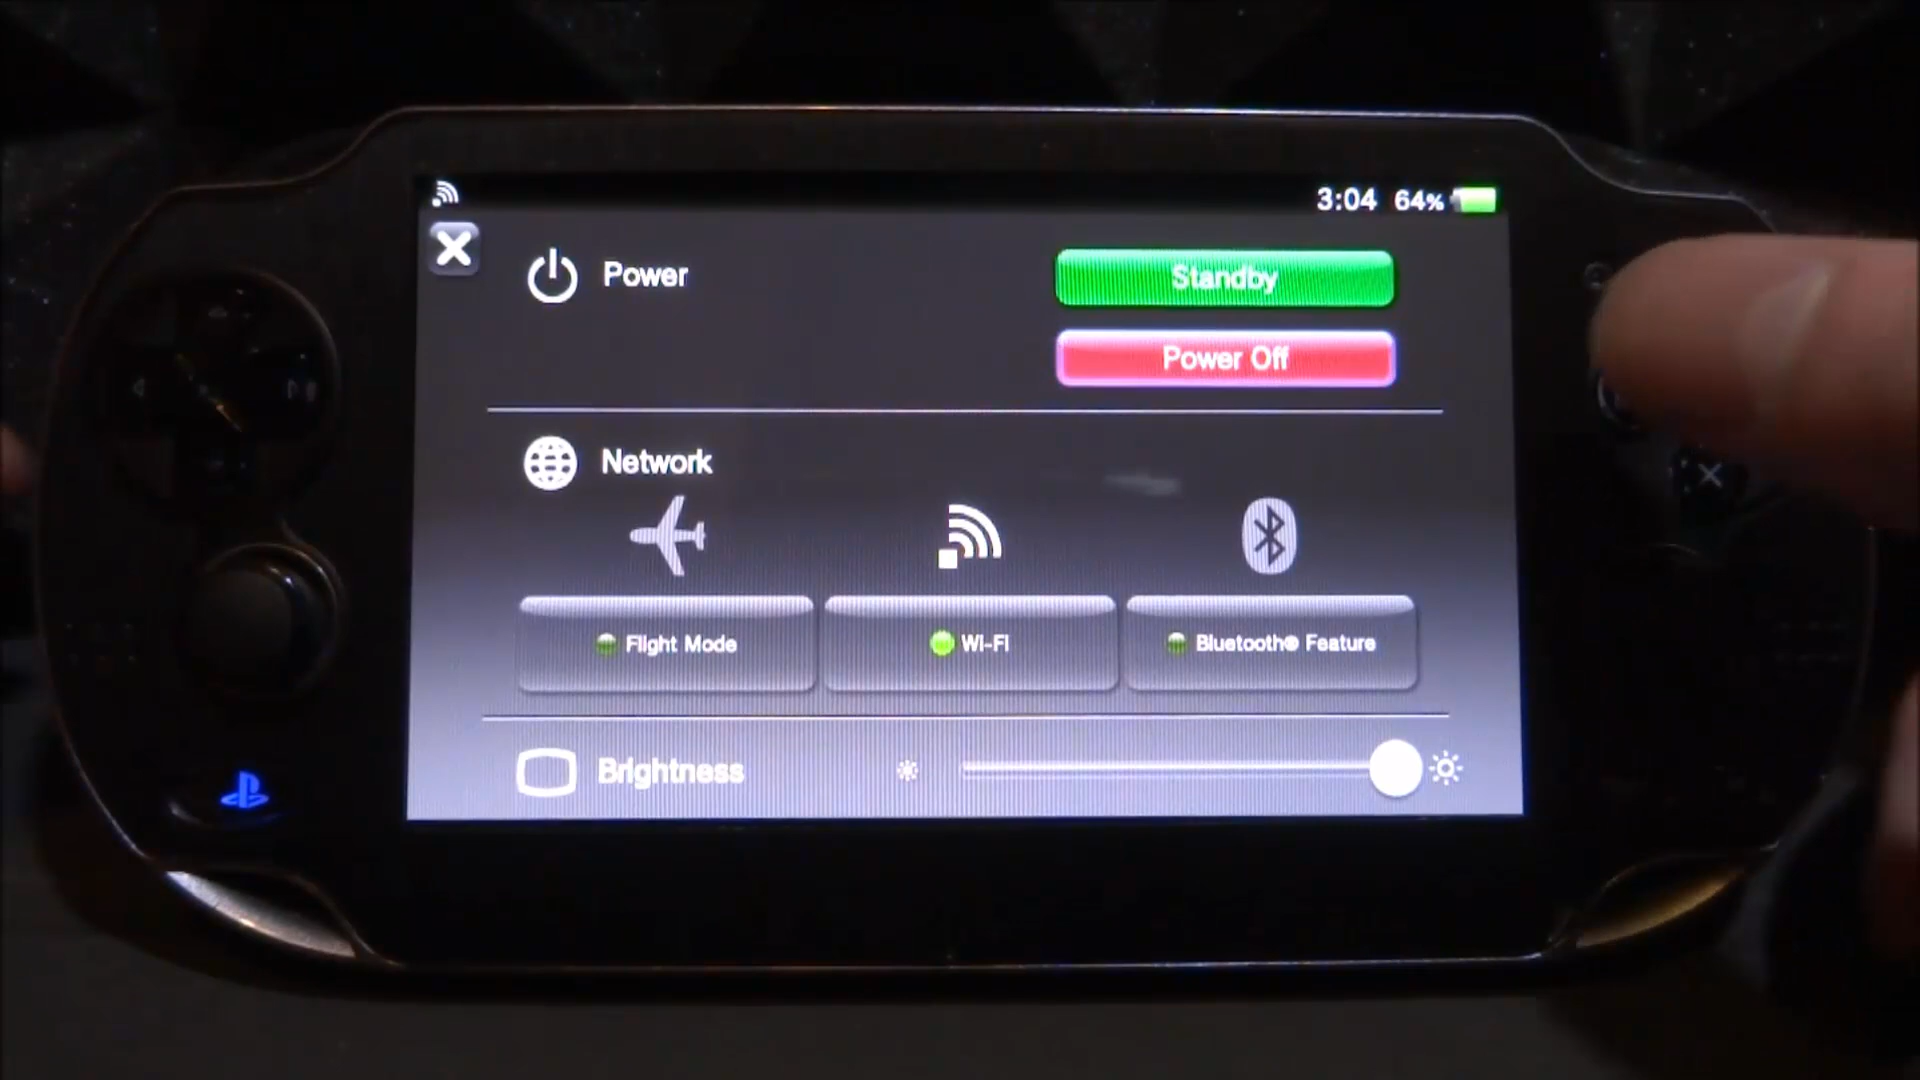 3:04 64%
Power
Standby
Power Off
Network
Flight Mode
Wi-Fi
Bluetooth® Feature
Brightness